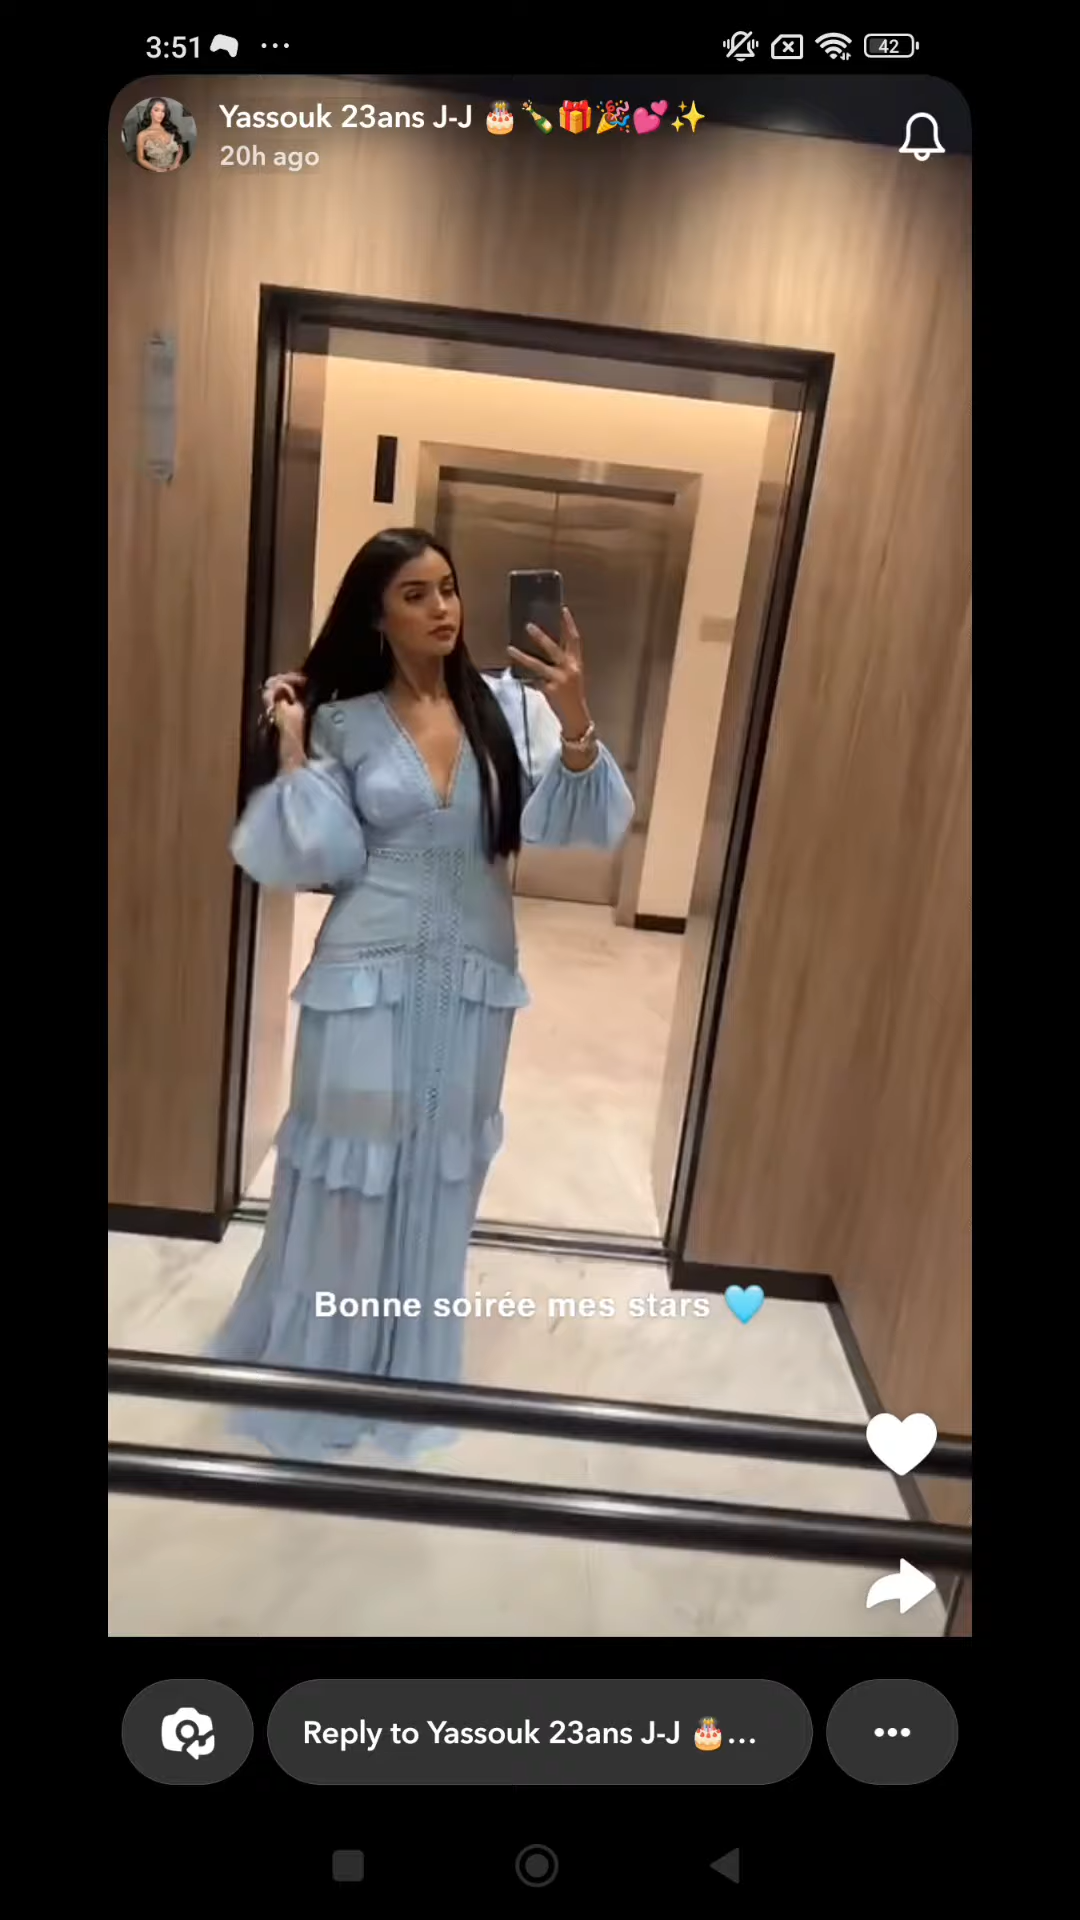 3:51
42
Yassouk 23ans J-J 🎂🍾🎁🎉💕✨
20h ago
Bonne soirée mes stars 🩵
Reply to Yassouk 23ans J-J 🎂...